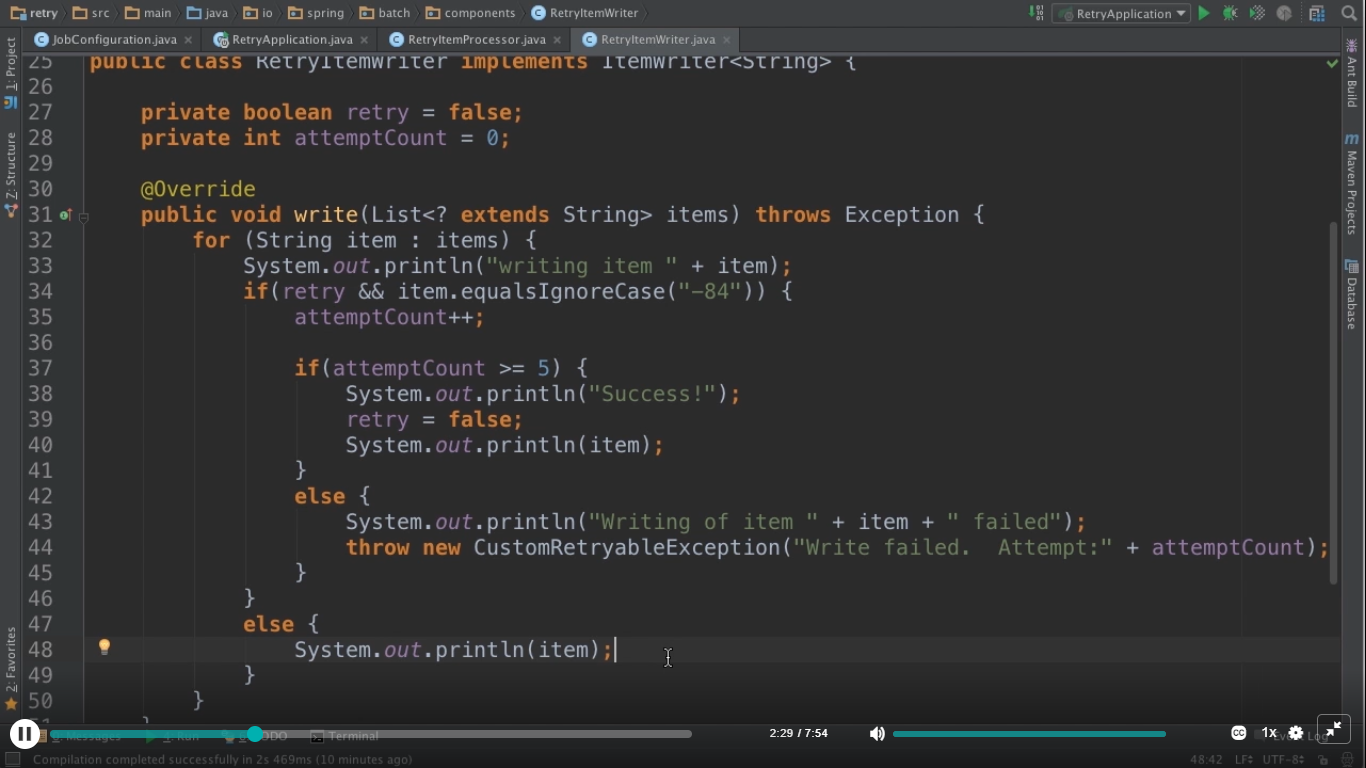 retry src main java io spring batch components RetryItemWriter RetryApplication
JobConfiguration.java RetryApplication.java RetryItemProcessor.java RetryItemWriter.java
1: Project
Z: Structure
2: Favorites
Ant Build
Maven Projects
Database
25 public class RetryItemWriter implements ItemWriter<String> {
26
27 private boolean retry = false;
28 private int attemptCount = 0;
29
30 @Override
31 public void write(List<? extends String> items) throws Exception {
32 for (String item : items) {
33 System.out.println("writing item " + item);
34 if(retry && item.equalsIgnoreCase("-84")) {
35 attemptCount++;
36
37 if(attemptCount >= 5) {
38 System.out.println("Success!");
39 retry = false;
40 System.out.println(item);
41 }
42 else {
43 System.out.println("Writing of item " + item + " failed");
44 throw new CustomRetryableException("Write failed.  Attempt:" + attemptCount);
45 }
46 }
47 else {
48 System.out.println(item);
49 }
50 }
51 }
2:29 / 7:54 1x
Messages Run TODO Terminal Log
Compilation completed successfully in 2s 469ms (10 minutes ago) 48:42 LF UTF-8